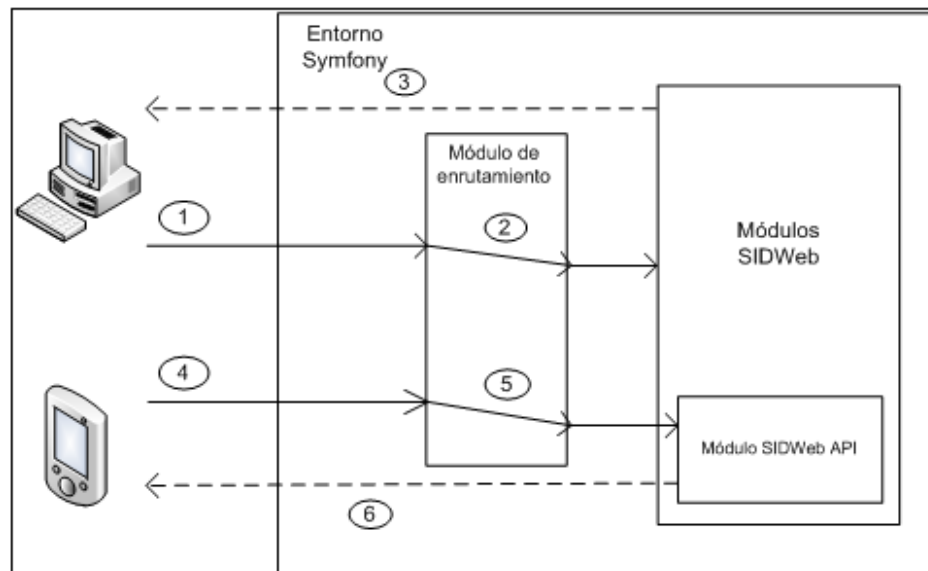 Entorno
Symfony
3
Módulo de
enrutamiento
1
2
Módulos
SIDWeb
4
5
Módulo SIDWeb API
6